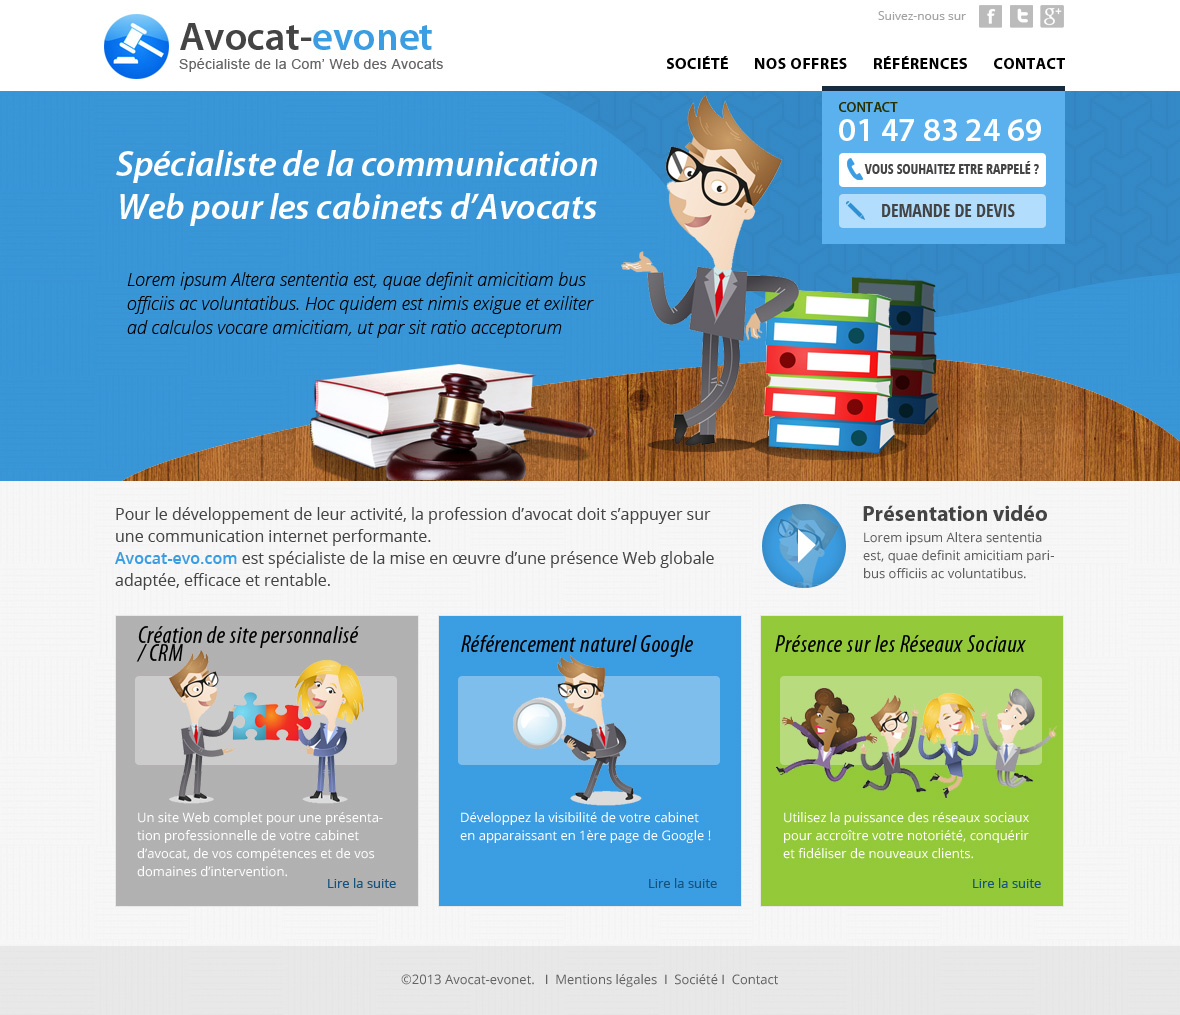 Avocat-evonet
Spécialiste de la Com' Web des Avocats
Suivez-nous sur
f t g+
SOCIÉTÉ NOS OFFRES RÉFÉRENCES CONTACT
Spécialiste de la communication
Web pour les cabinets d’Avocats
Lorem ipsum Altera sententia est, quae definit amicitiam bus
officiis ac voluntatibus. Hoc quidem est nimis exigue et exiliter
ad calculos vocare amicitiam, ut par sit ratio acceptorum
CONTACT
01 47 83 24 69
VOUS SOUHAITEZ ETRE RAPPELÉ ?
DEMANDE DE DEVIS
Pour le développement de leur activité, la profession d’avocat doit s’appuyer sur
une communication internet performante.
Avocat-evo.com est spécialiste de la mise en œuvre d’une présence Web globale
adaptée, efficace et rentable.
Présentation vidéo
Lorem ipsum Altera sententia
est, quae definit amicitiam pari-
bus officiis ac voluntatibus.
Création de site personnalisé
/ CRM
Un site Web complet pour une présenta-
tion professionnelle de votre cabinet
d’avocat, de vos compétences et de vos
domaines d’intervention.
Lire la suite
Référencement naturel Google
Développez la visibilité de votre cabinet
en apparaissant en 1ère page de Google !
Lire la suite
Présence sur les Réseaux Sociaux
Utilisez la puissance des réseaux sociaux
pour accroître votre notoriété, conquérir
et fidéliser de nouveaux clients.
Lire la suite
©2013 Avocat-evonet. I Mentions légales I Société I Contact